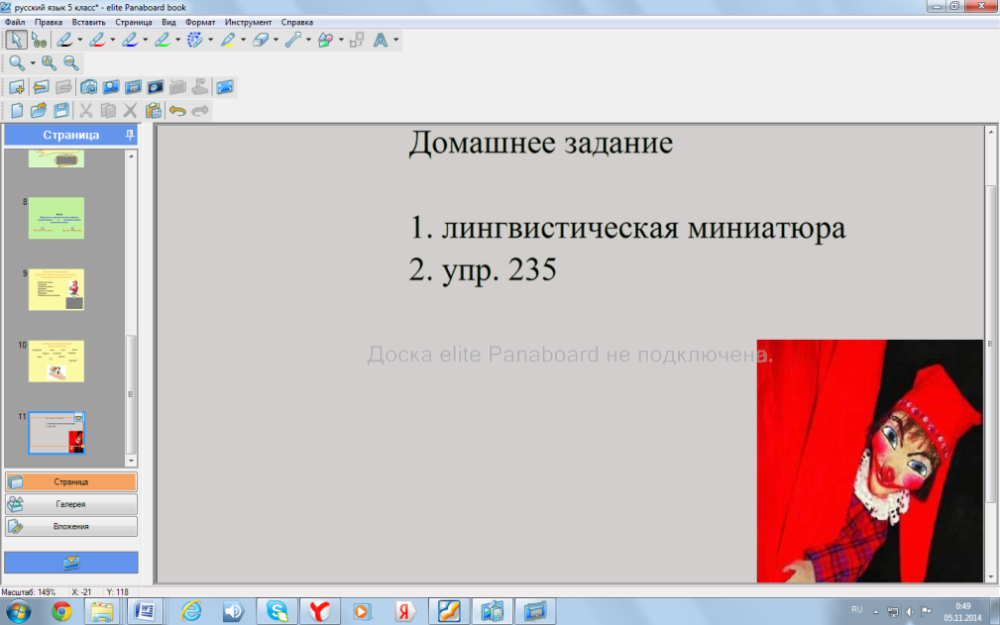 русский язык 5 класс* - elite Panaboard book
Файл Правка Вставить Страница Вид Формат Инструмент Справка
Страница
8
9
10
11
Страница
Галерея
Вложения
Домашнее задание
1. лингвистическая миниатюра
2. упр. 235
Доска elite Panaboard не подключена.
Масштаб: 149% X: -21 Y: 118
RU
0:49
05.11.2014